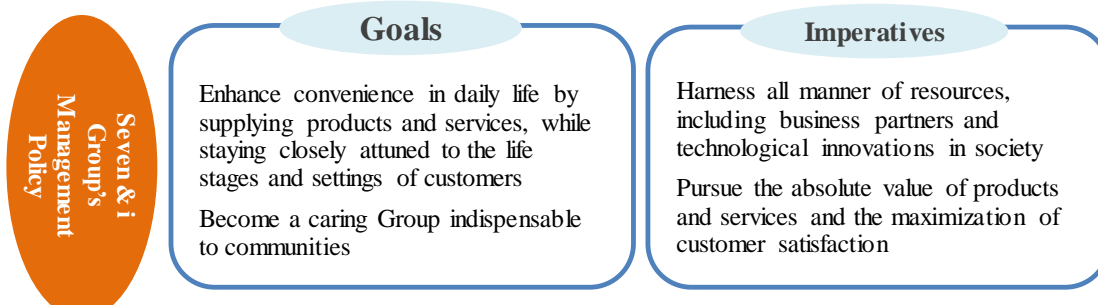 Seven & i
Group's
Management
Policy
Goals
Enhance convenience in daily life by
supplying products and services, while
staying closely attuned to the life
stages and settings of customers
Become a caring Group indispensable
to communities
Imperatives
Harness all manner of resources,
including business partners and
technological innovations in society
Pursue the absolute value of products
and services and the maximization of
customer satisfaction